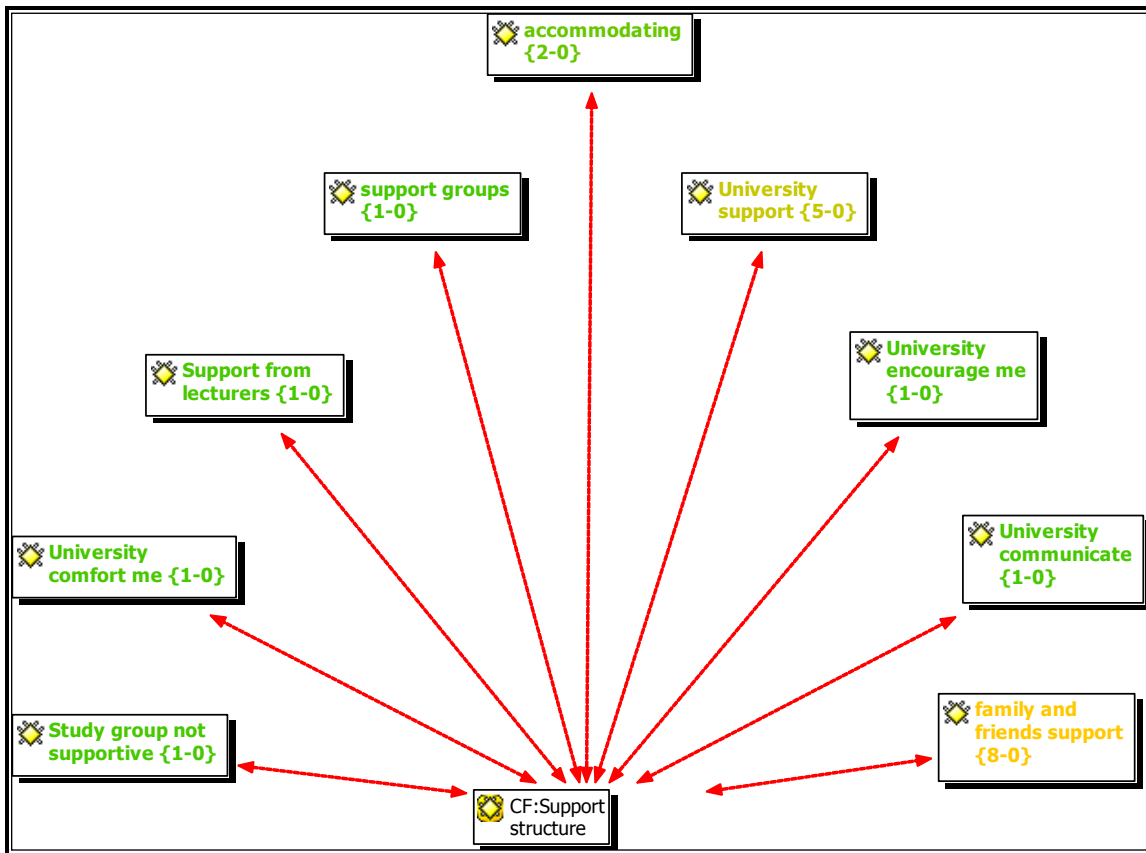 accommodating
{2-0}
support groups
{1-0}
University
support {5-0}
Support from
lecturers {1-0}
University
encourage me
{1-0}
University
comfort me {1-0}
University
communicate
{1-0}
Study group not
supportive {1-0}
family and
friends support
{8-0}
CF:Support
structure